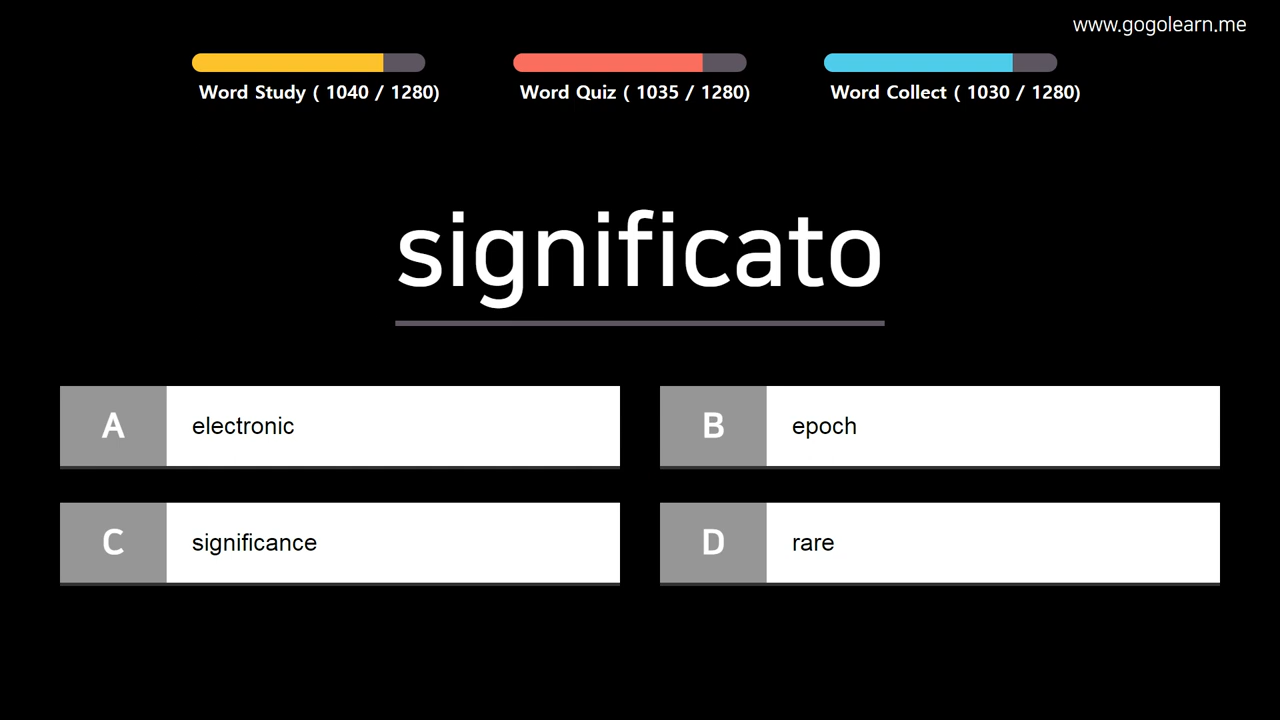 www.gogolearn.me
Word Study ( 1040 / 1280)
Word Quiz ( 1035 / 1280)
Word Collect ( 1030 / 1280)
significato
A electronic
B epoch
C significance
D rare